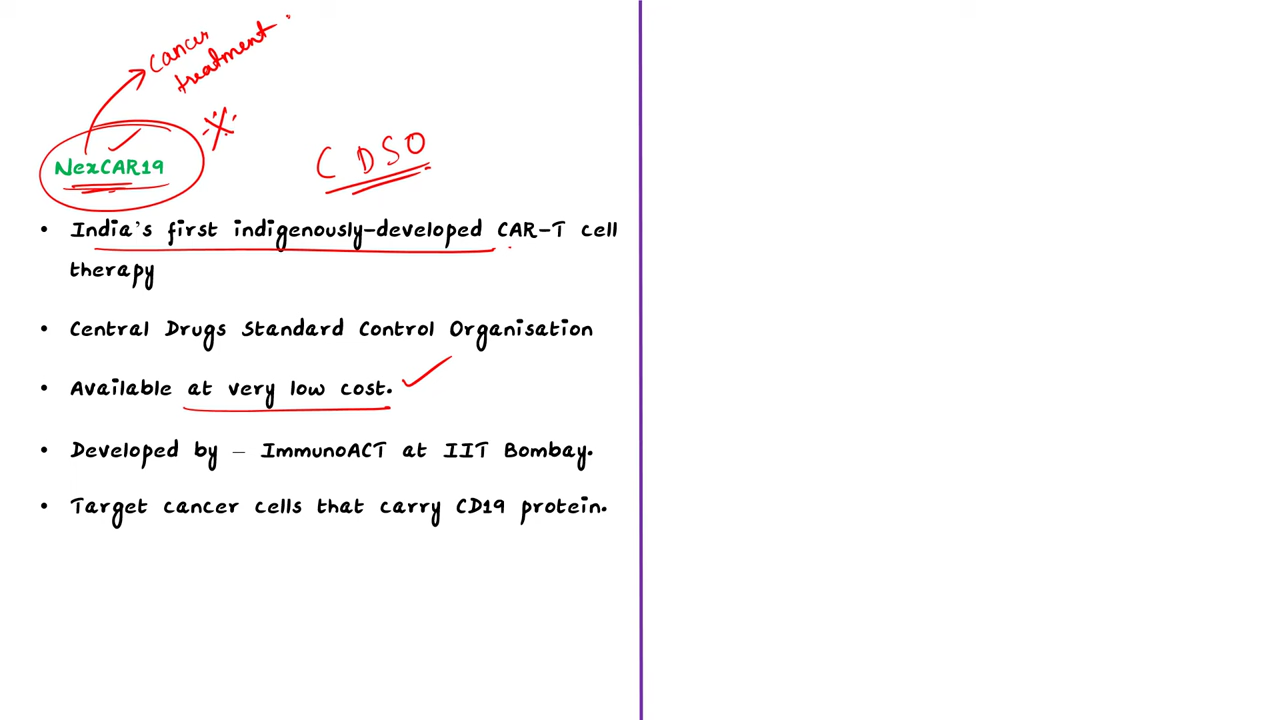 cancer
treatment
NexCAR19
CDSO
• India's first indigenously-developed CAR-T cell
therapy
• Central Drugs Standard Control Organisation
• Available at very low cost.
• Developed by – ImmunoACT at IIT Bombay.
• Target cancer cells that carry CD19 protein.